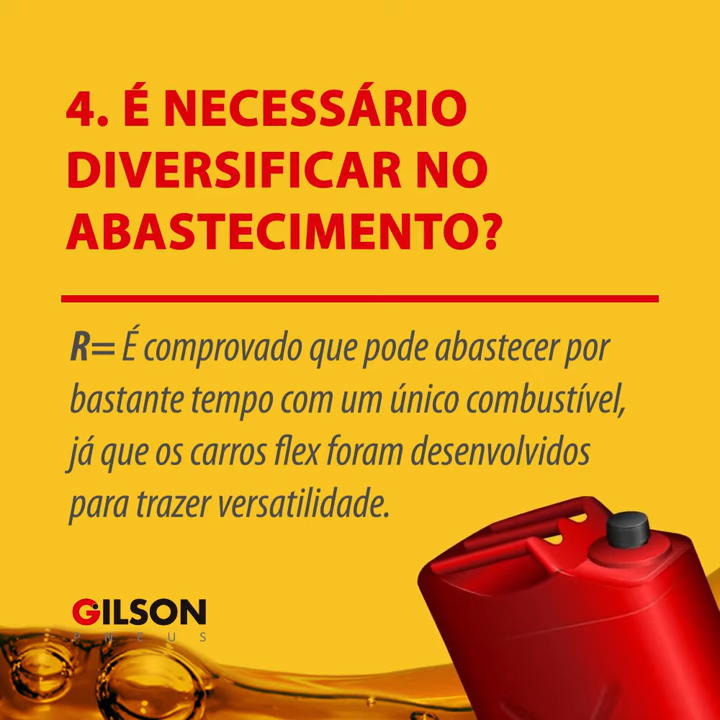 4. É NECESSÁRIO
DIVERSIFICAR NO
ABASTECIMENTO?
R= É comprovado que pode abastecer por
bastante tempo com um único combustível,
já que os carros flex foram desenvolvidos
para trazer versatilidade.
GILSON
PNEUS